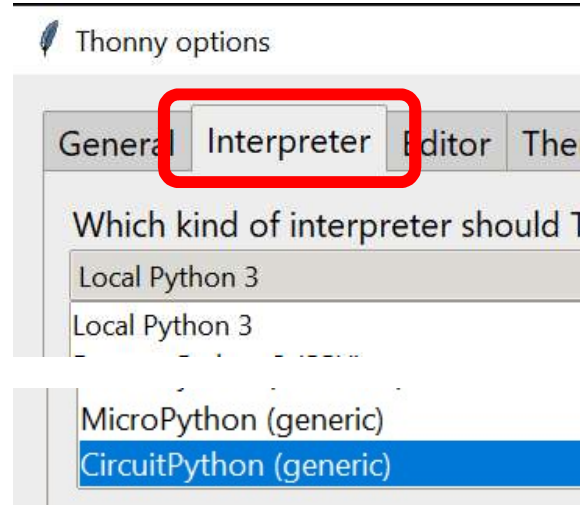 Thonny options
General Interpreter Editor The
Which kind of interpreter should T
Local Python 3
Local Python 3
MicroPython (generic)
CircuitPython (generic)